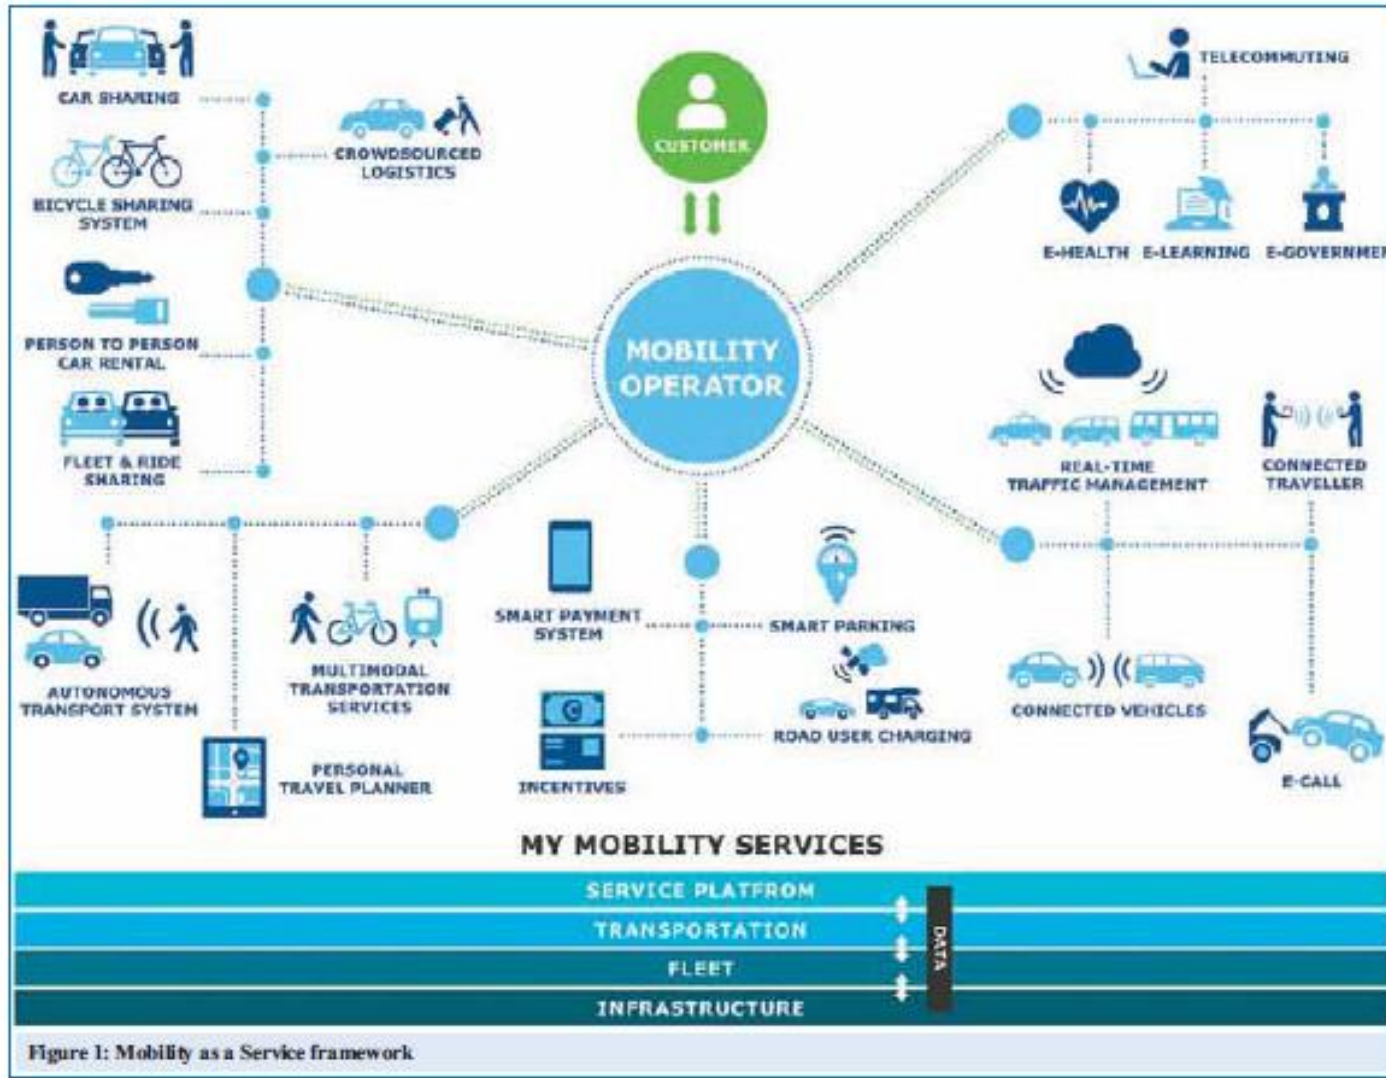 CAR SHARING
CROWDSOURCED
LOGISTICS
BICYCLE SHARING
SYSTEM
PERSON TO PERSON
CAR RENTAL
FLEET & RIDE
SHARING
CUSTOMER
MOBILITY
OPERATOR
TELECOMMUTING
E-HEALTH
E-LEARNING
E-GOVERNMEN
REAL-TIME
TRAFFIC MANAGEMENT
CONNECTED
TRAVELLER
AUTONOMOUS
TRANSPORT SYSTEM
MULTIMODAL
TRANSPORTATION
SERVICES
PERSONAL
TRAVEL PLANNER
SMART PAYMENT
SYSTEM
SMART PARKING
INCENTIVES
ROAD USER CHARGING
CONNECTED VEHICLES
E-CALL
MY MOBILITY SERVICES
SERVICE PLATFROM
TRANSPORTATION
FLEET
INFRASTRUCTURE
DATA
Figure 1: Mobility as a Service framework